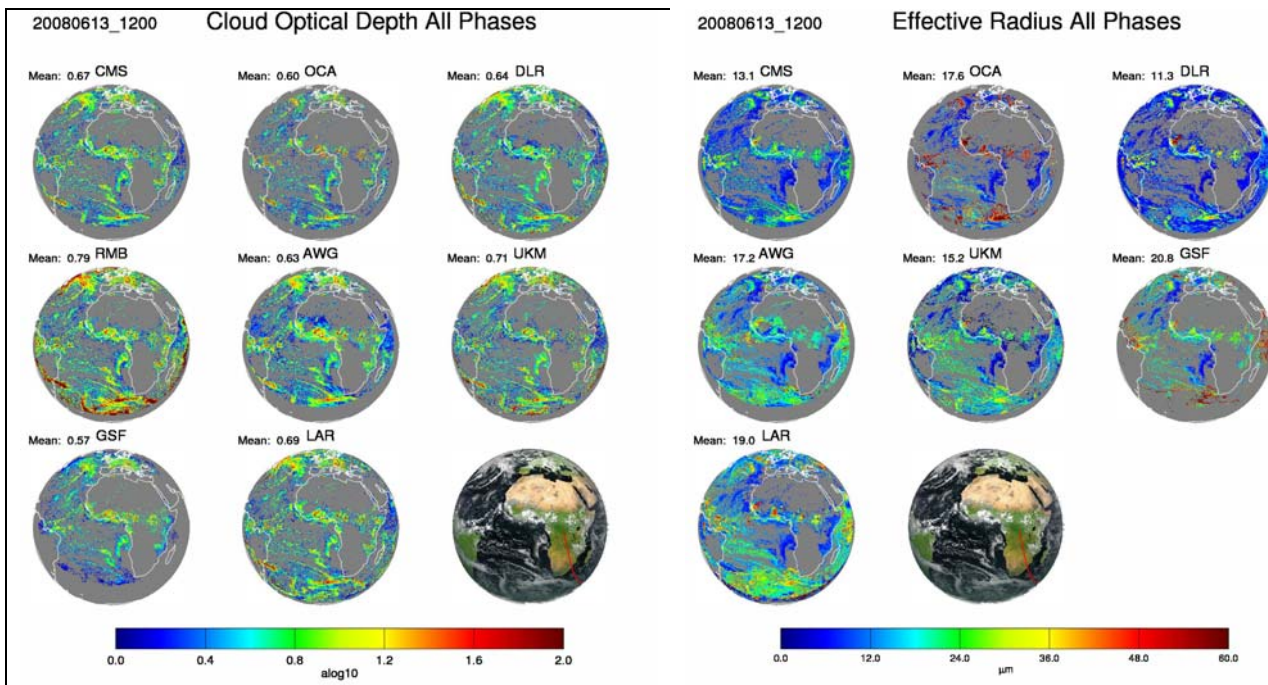 20080613_1200 Cloud Optical Depth All Phases
Mean: 0.67 CMS
Mean: 0.60 OCA
Mean: 0.64 DLR
Mean: 0.79 RMB
Mean: 0.63 AWG
Mean: 0.71 UKM
Mean: 0.57 GSF
Mean: 0.69 LAR
0.0 0.4 0.8 1.2 1.6 2.0
alog10
20080613_1200 Effective Radius All Phases
Mean: 13.1 CMS
Mean: 17.6 OCA
Mean: 11.3 DLR
Mean: 17.2 AWG
Mean: 15.2 UKM
Mean: 20.8 GSF
Mean: 19.0 LAR
0.0 12.0 24.0 36.0 48.0 60.0
μm